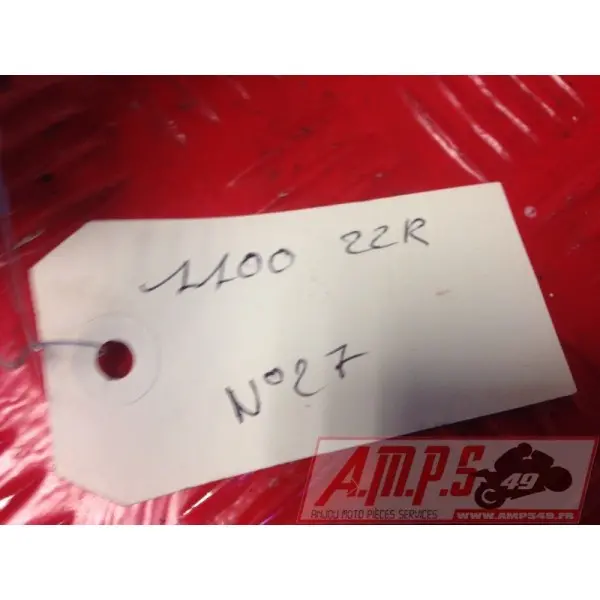 1100 ZZR
N°27
A.M.P.S 49
ANJOU MOTO PIÈCES SERVICES
WWW.AMPS49.FR